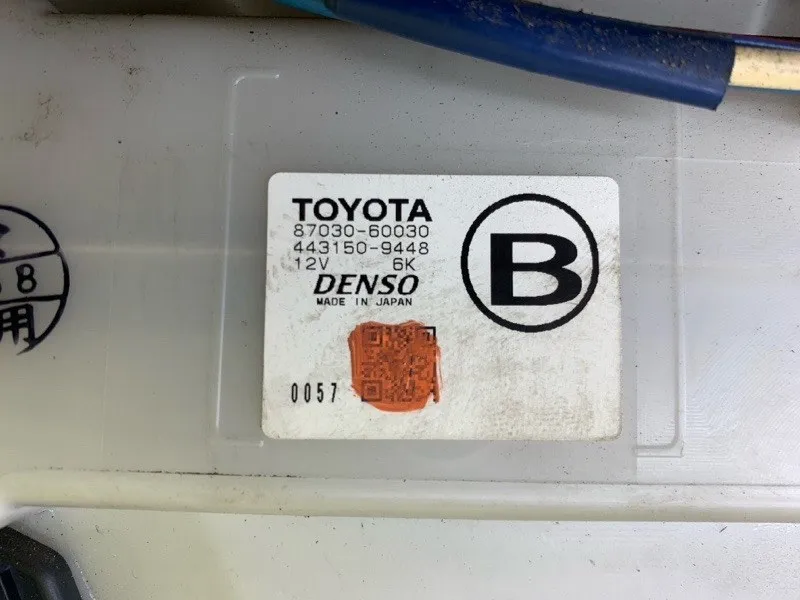 TOYOTA
87030-60030
443150-9448
12V 6K
DENSO
MADE IN JAPAN
B
0057
8
用